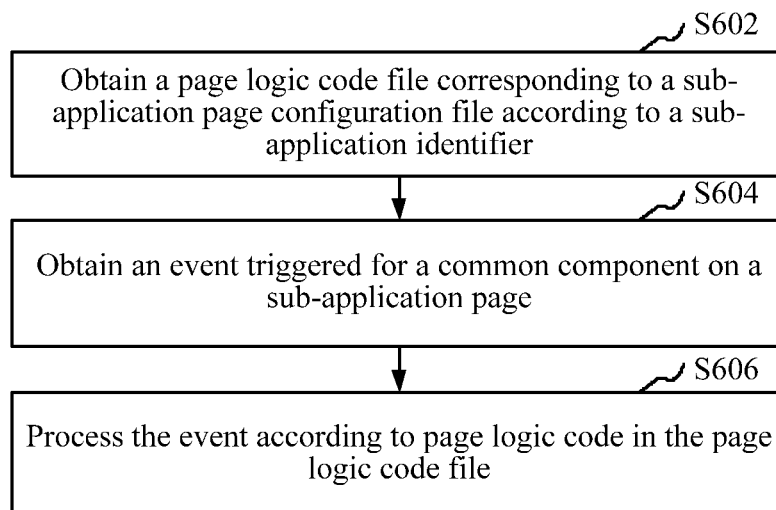 S602
Obtain a page logic code file corresponding to a sub-
application page configuration file according to a sub-
application identifier
S604
Obtain an event triggered for a common component on a
sub-application page
S606
Process the event according to page logic code in the page
logic code file